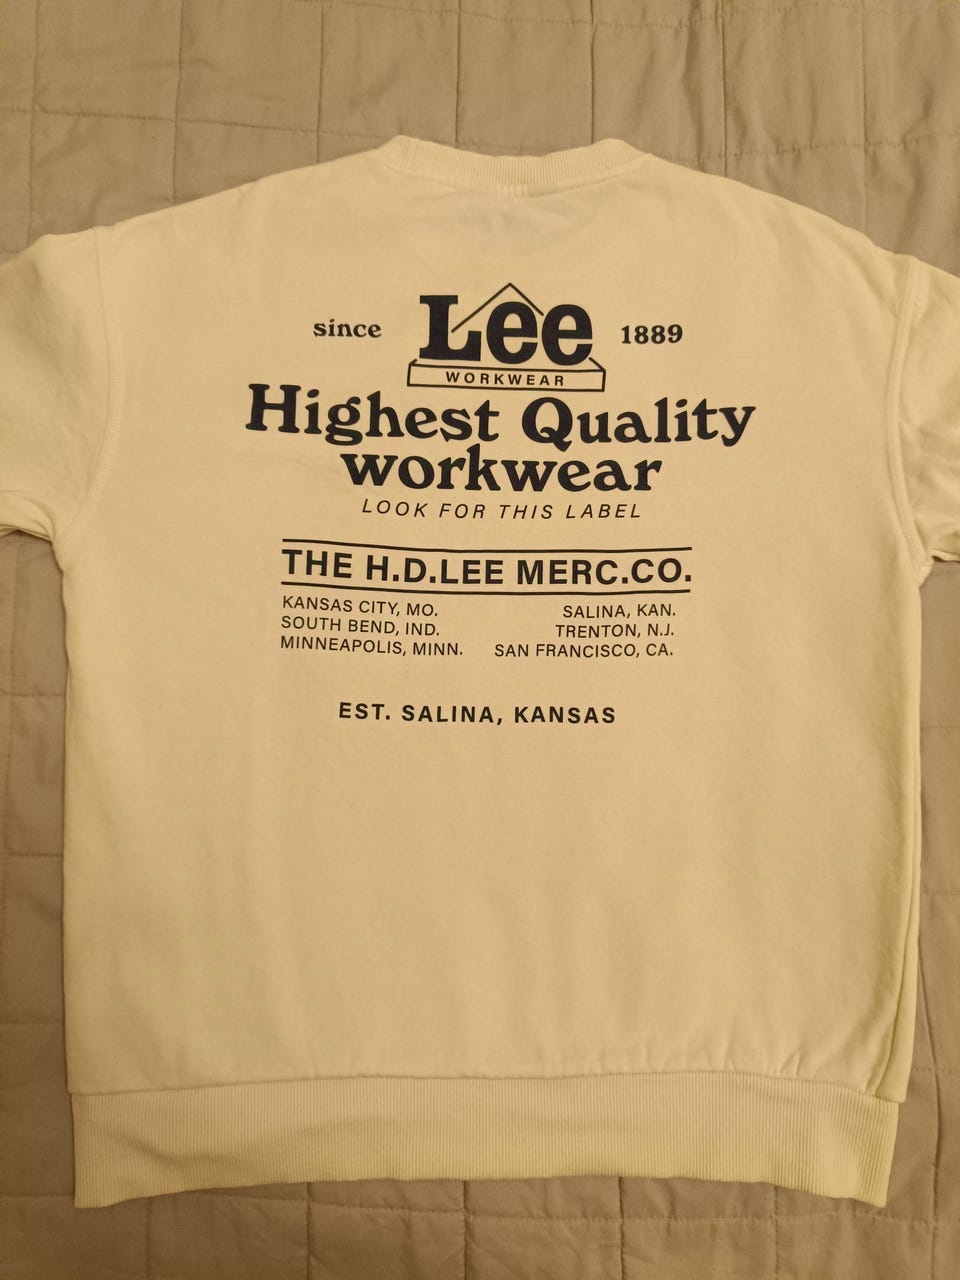 since Lee 1889
WORKWEAR
Highest Quality
workwear
LOOK FOR THIS LABEL
THE H.D.LEE MERC.CO.
KANSAS CITY, MO. SALINA, KAN.
SOUTH BEND, IND. TRENTON, N.J.
MINNEAPOLIS, MINN. SAN FRANCISCO, CA.
EST. SALINA, KANSAS